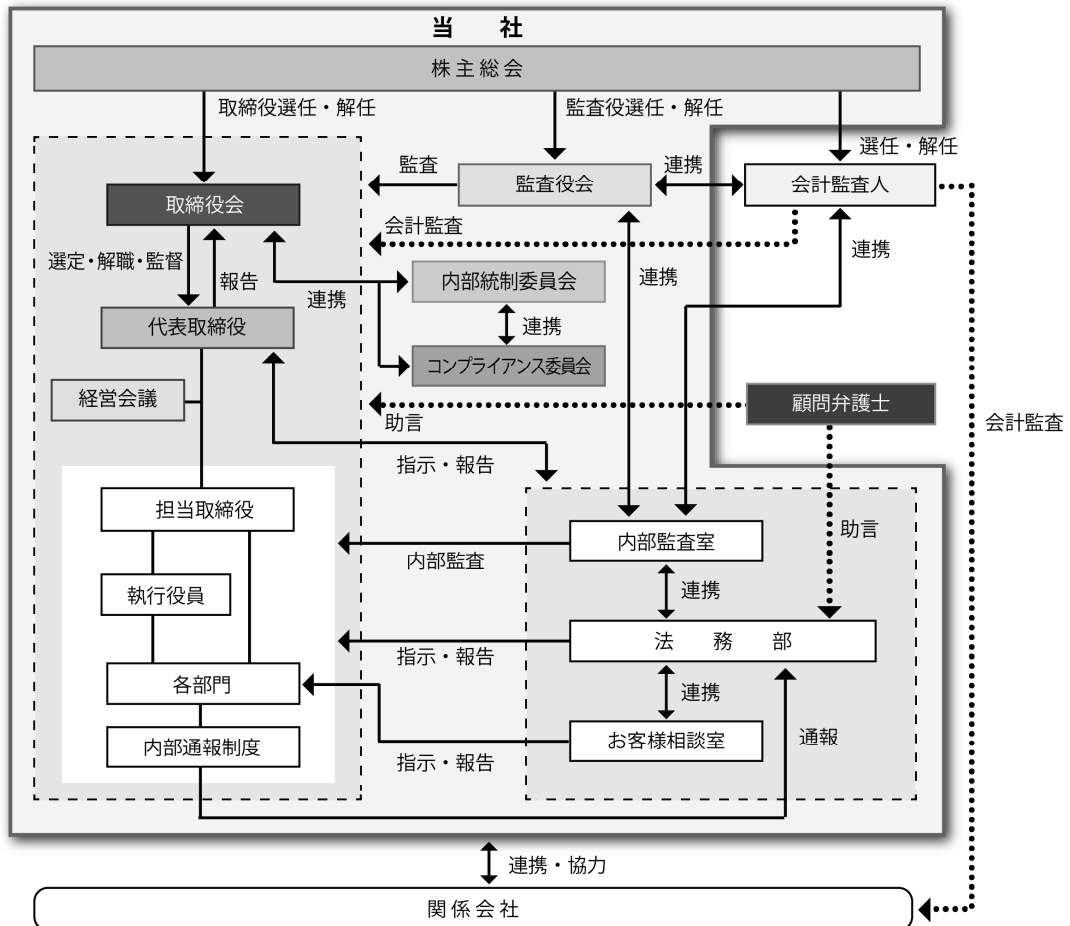 当　社
株主総会
取締役選任・解任
監査役選任・解任
選任・解任
監査
監査役会
連携
会計監査人
取締役会
会計監査
連携
選定・解職・監督
報告
連携
内部統制委員会
連携
代表取締役
連携
コンプライアンス委員会
経営会議
助言
顧問弁護士
会計監査
指示・報告
担当取締役
内部監査室
助言
内部監査
執行役員
連携
法　務　部
指示・報告
各部門
連携
内部通報制度
お客様相談室
通報
指示・報告
連携・協力
関係会社